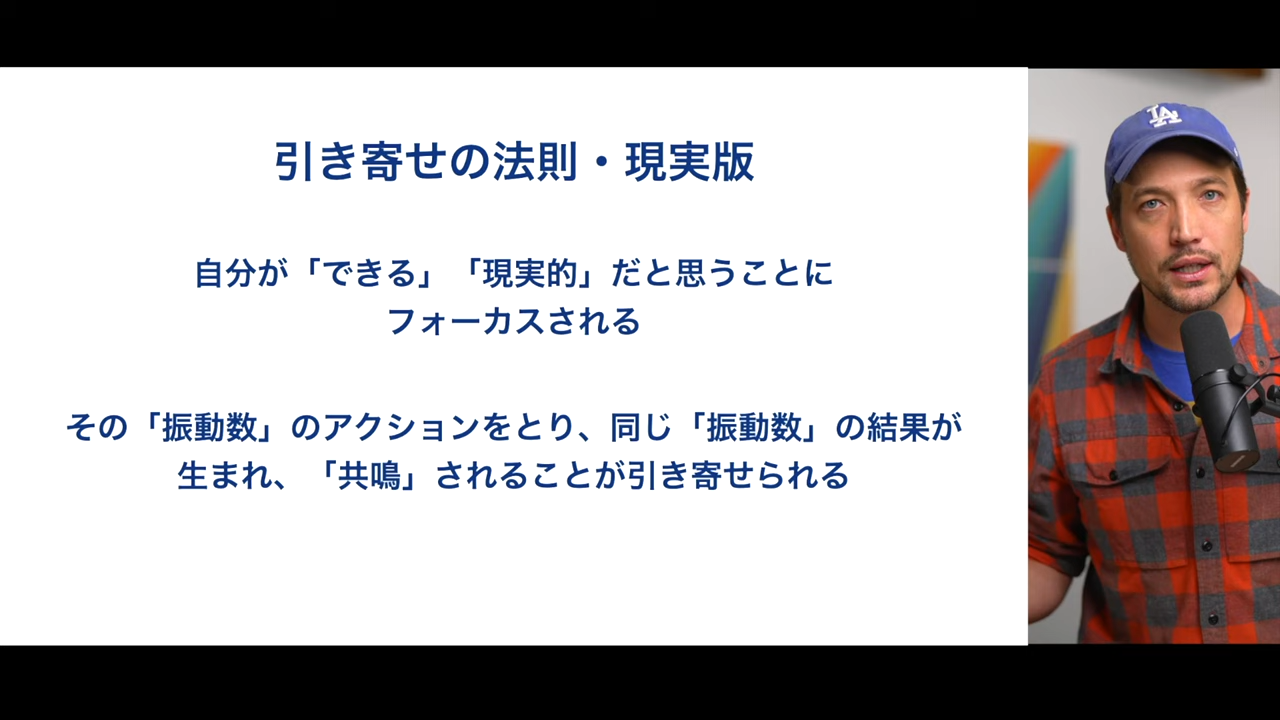 引き寄せの法則・現実版
自分が「できる」「現実的」だと思うことに
フォーカスされる
その「振動数」のアクションをとり、同じ「振動数」の結果が
生まれ、「共鳴」されることが引き寄せられる
LA